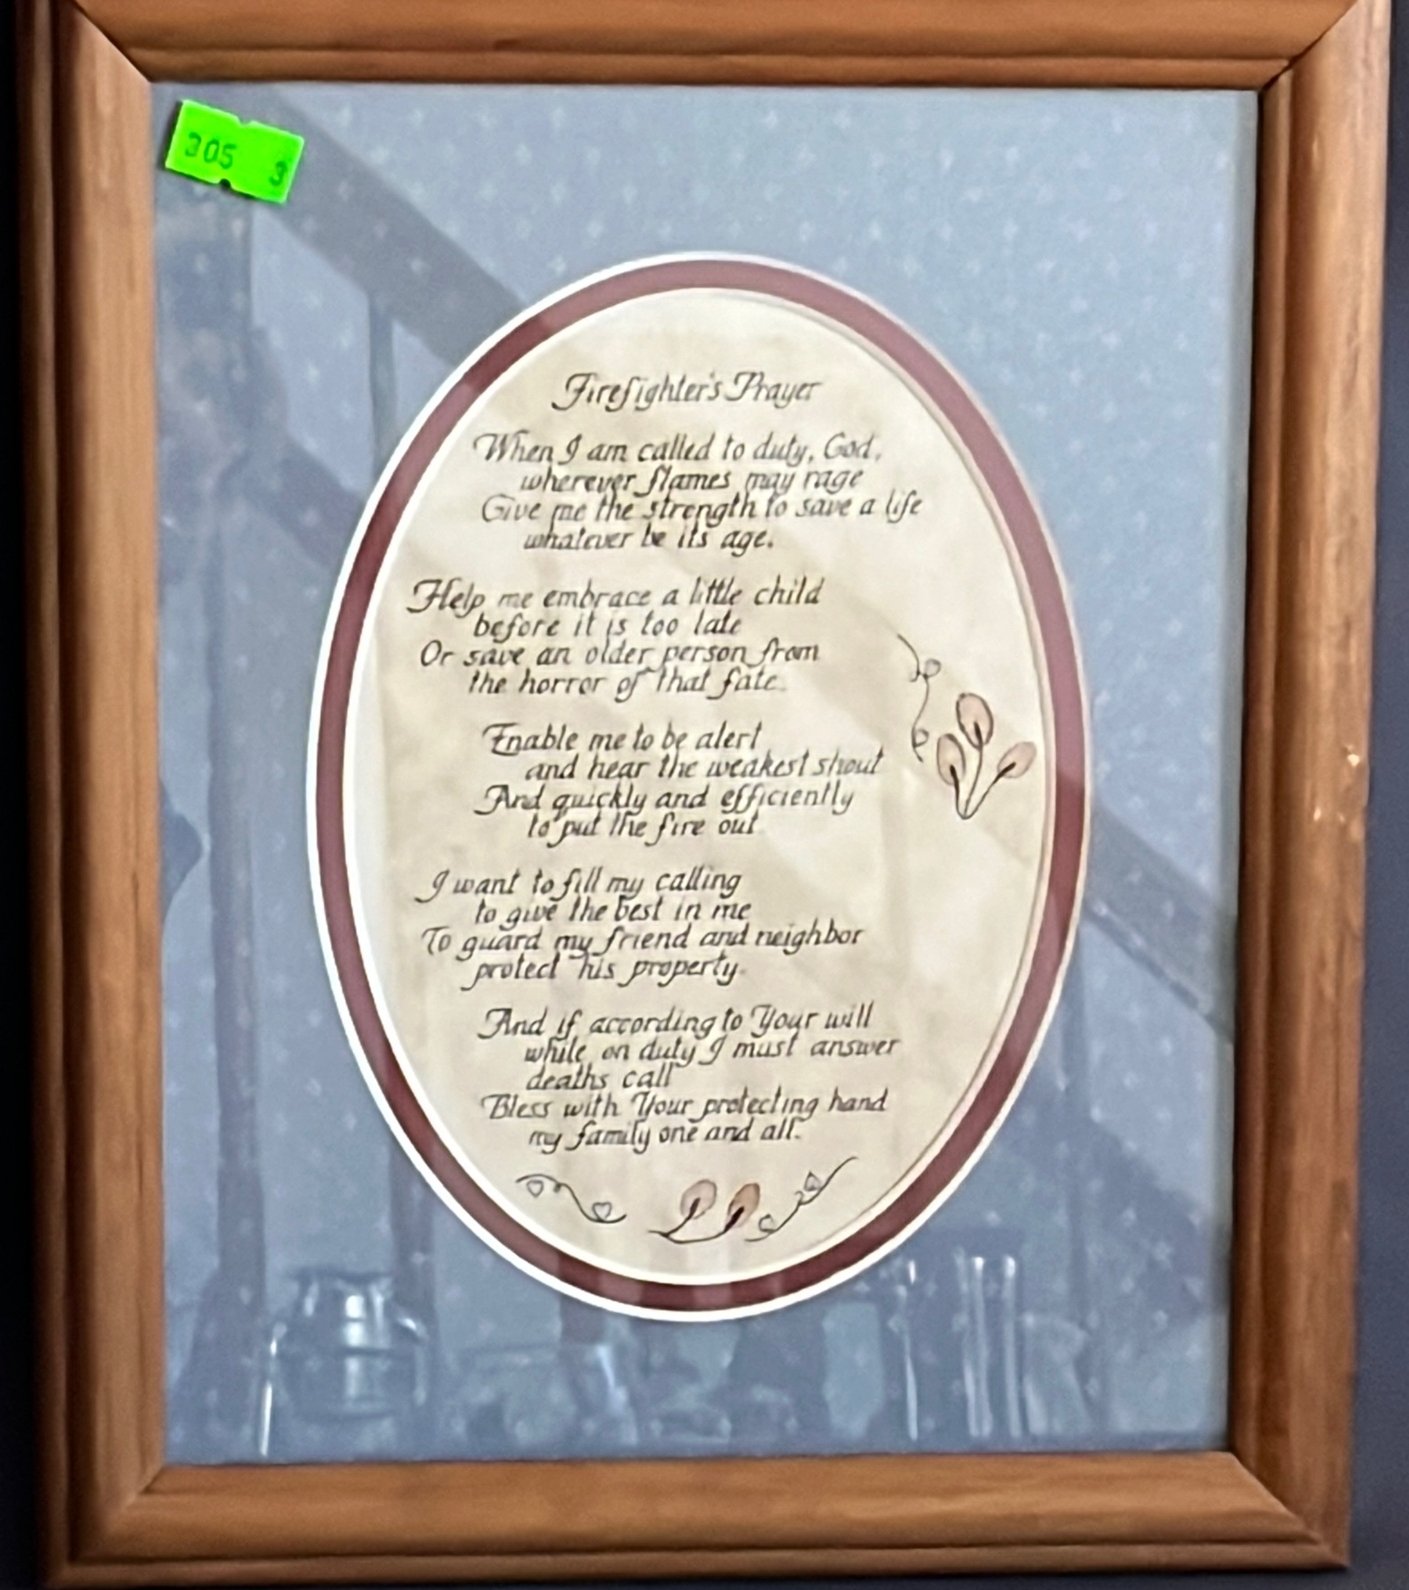 305 3
Firefighter's Prayer
When I am called to duty, God,
wherever flames may rage
Give me the strength to save a life
whatever be its age.
Help me embrace a little child
before it is too late
Or save an older person from
the horror of that fate.
Enable me to be alert
and hear the weakest shout
And quickly and efficiently
to put the fire out
I want to fill my calling
to give the best in me
To guard my friend and neighbor
protect his property.
And if according to Your will
while on duty I must answer
deaths call
Bless with Your protecting hand
my family one and all.